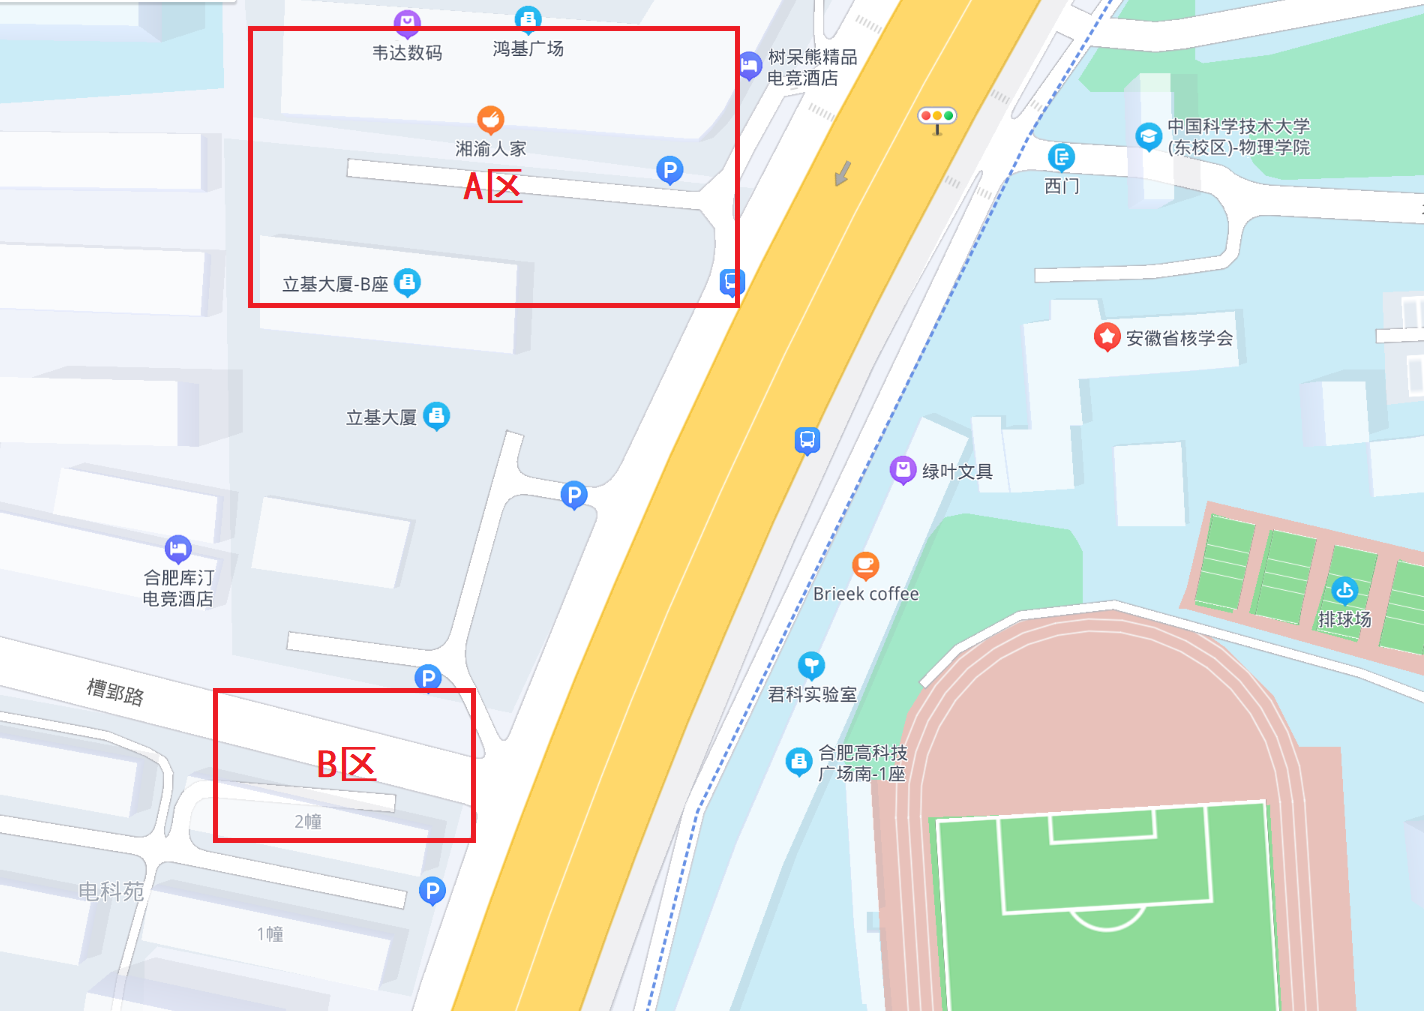 韦达数码
鸿基广场
树呆熊精品
电竞酒店
湘渝人家
P
A区
中国科学技术大学
(东校区)-物理学院
西门
立基大厦-B座
安徽省核学会
立基大厦
绿叶文具
P
合肥库汀
电竞酒店
Brieek coffee
排球场
P
君科实验室
槽郢路
B区
合肥高科技
广场南-1座
2幢
电科苑
P
1幢